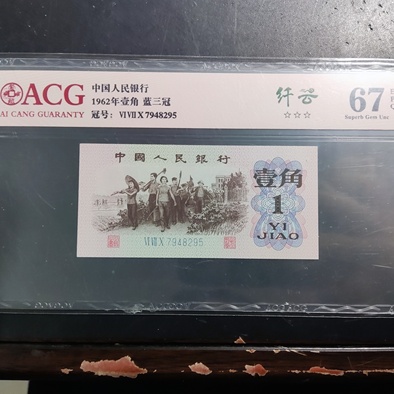 ACG
AI CANG GUARANTY
中国人民银行
1962年壹角 蓝三冠
冠号: VI VII X 7948295
纤云
☆☆☆
67
Superb Gem Unc
中國人民銀行
壹角
1
YI
JIAO
VI VII X 7948295